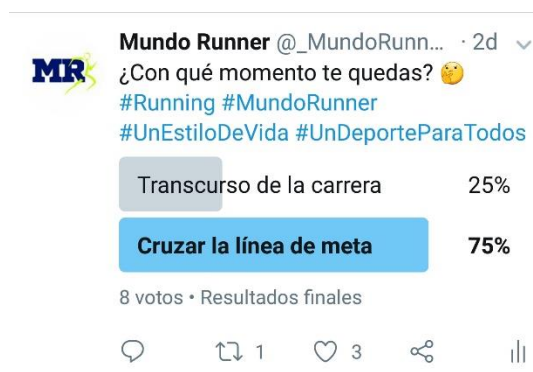 MR
Mundo Runner @_MundoRunn... · 2d
¿Con qué momento te quedas? 🤔
#Running #MundoRunner
#UnEstiloDeVida #UnDeporteParaTodos
Transcurso de la carrera 25%
Cruzar la línea de meta 75%
8 votos • Resultados finales
1 3